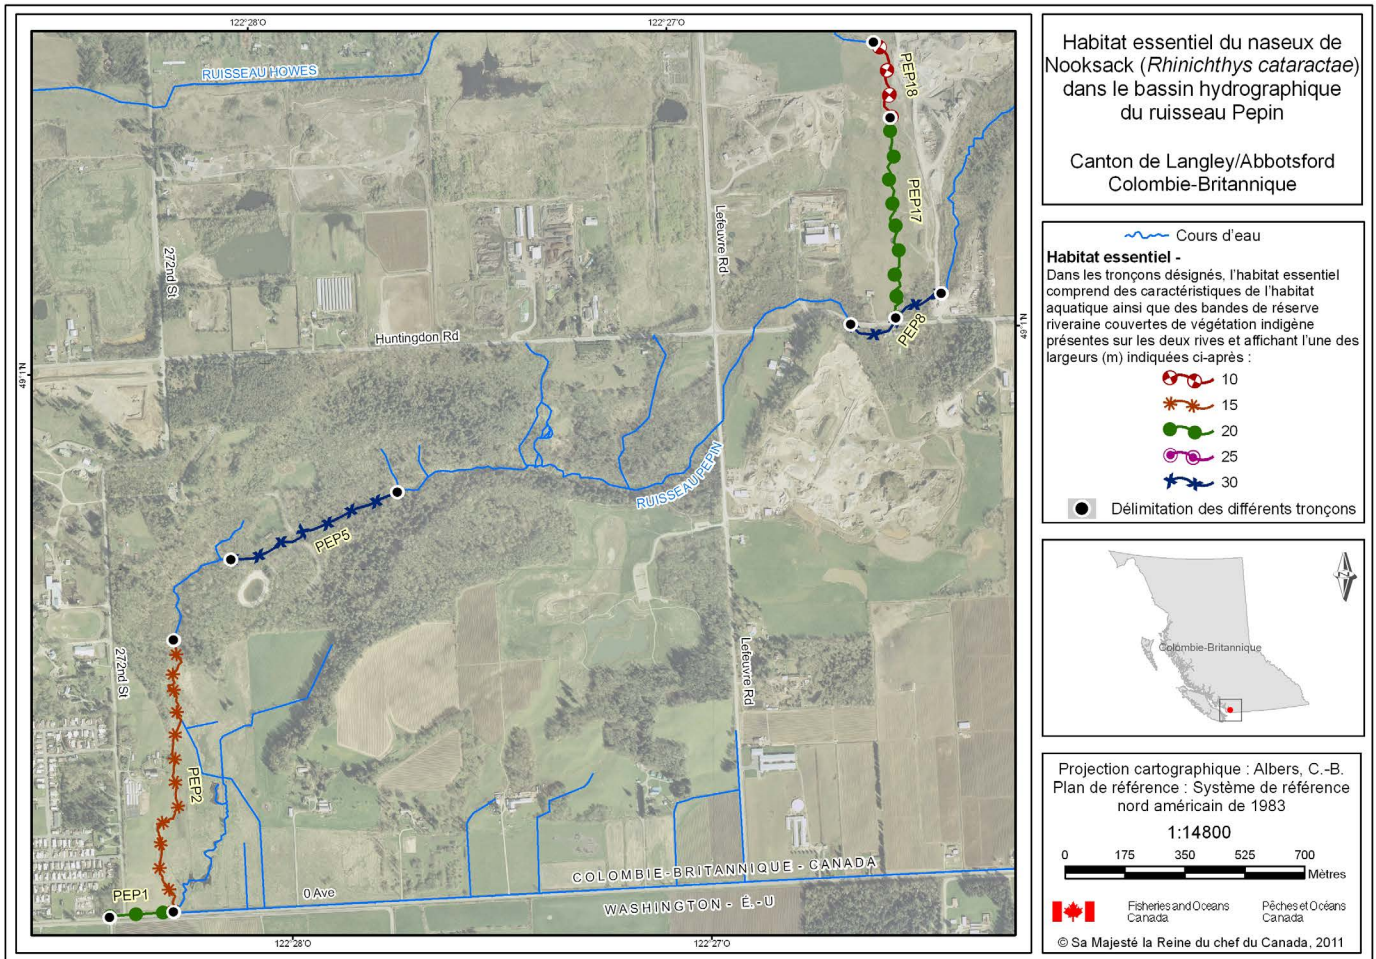 122°28'0
122°27'0
RUISSEAU HOWES
PEP18
PEP17
272nd St
Lefeuvre Rd
Huntingdon Rd
PEP8
49°1'N
49°1'N
RUISSEAU PEPIN
PEP5
272nd St
Lefeuvre Rd
PEP2
PEP1
0 Ave
COLOMBIE-BRITANNIQUE - CANADA
WASHINGTON - É.-U
122°28'0
122°27'0
Habitat essentiel du naseux de
Nooksack (Rhinichthys cataractae)
dans le bassin hydrographique
du ruisseau Pepin
Canton de Langley/Abbotsford
Colombie-Britannique
Cours d'eau
Habitat essentiel -
Dans les tronçons désignés, l'habitat essentiel
comprend des caractéristiques de l'habitat
aquatique ainsi que des bandes de réserve
riveraine couvertes de végétation indigène
présentes sur les deux rives et affichant l'une des
largeurs (m) indiquées ci-après :
10
15
20
25
30
Délimitation des différents tronçons
Colombie-Britannique
Projection cartographique : Albers, C.-B.
Plan de référence : Système de référence
nord américain de 1983
1:14800
0 175 350 525 700
Mètres
Fisheries and Oceans Pêches et Océans
Canada Canada
© Sa Majesté la Reine du chef du Canada, 2011